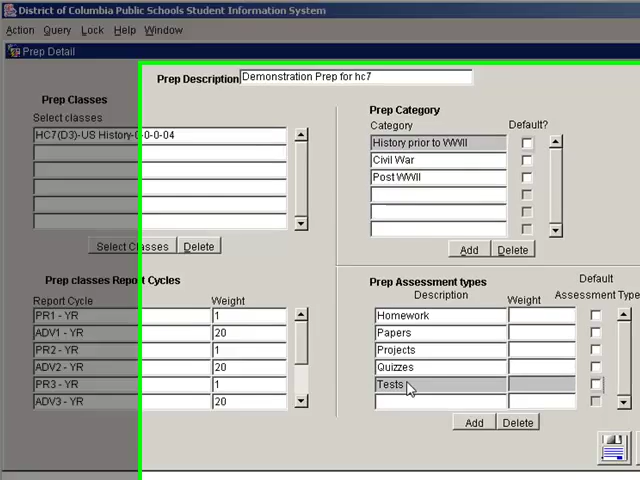 District of Columbia Public Schools Student Information System
Action Query Lock Help Window
Prep Detail
Prep Description Demonstration Prep for hc7
Prep Classes
Select classes
HC7(D3)-US History-0-0-0-04
Select Classes Delete
Prep Category
Category Default?
History prior to WWII
Civil War
Post WWII
Add Delete
Prep classes Report Cycles
Report Cycle Weight
PR1 - YR 1
ADV1 - YR 20
PR2 - YR 1
ADV2 - YR 20
PR3 - YR 1
ADV3 - YR 20
Prep Assessment types Default
Description Weight Assessment Type
Homework
Papers
Projects
Quizzes
Tests
Add Delete